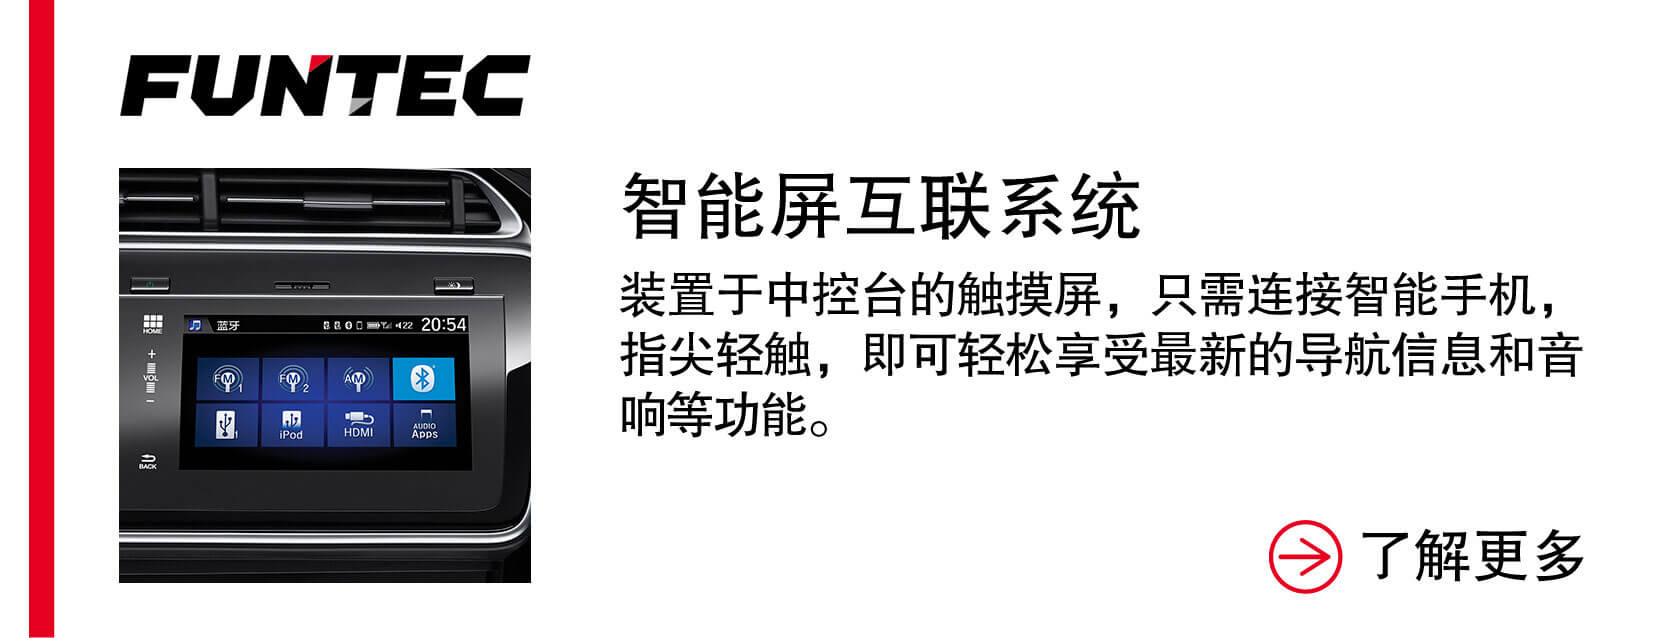 FUNTEC
智能屏互联系统
装置于中控台的触摸屏，只需连接智能手机，
指尖轻触，即可轻松享受最新的导航信息和音
响等功能。
了解更多
蓝牙
22 20:54
HOME
+
VOL
-
BACK
FM1
FM2
AM
1
iPod
HDMI
AUDIO
Apps